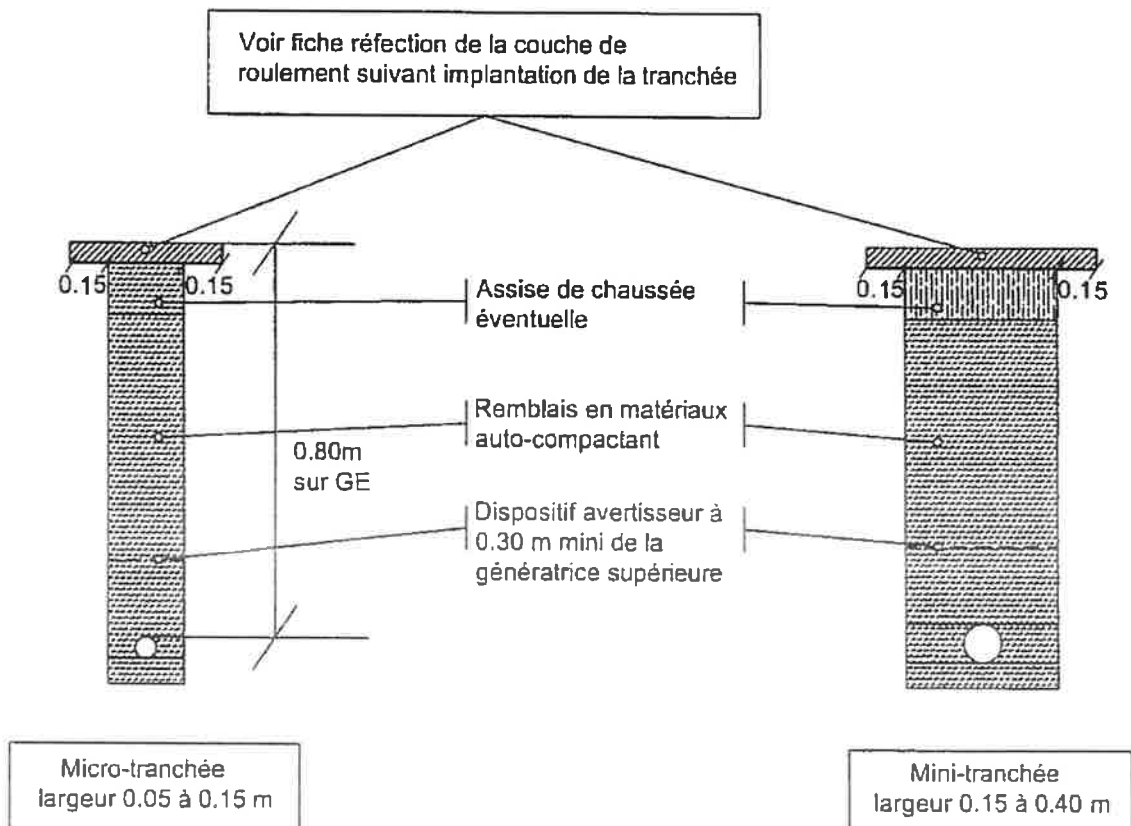 Voir fiche réfection de la couche de
roulement suivant implantation de la tranchée
0.15
0.15
0.15
0.15
Assise de chaussée
éventuelle
Remblais en matériaux
auto-compactant
0.80m
sur GE
Dispositif avertisseur à
0.30 m mini de la
génératrice supérieure
Micro-tranchée
largeur 0.05 à 0.15 m
Mini-tranchée
largeur 0.15 à 0.40 m